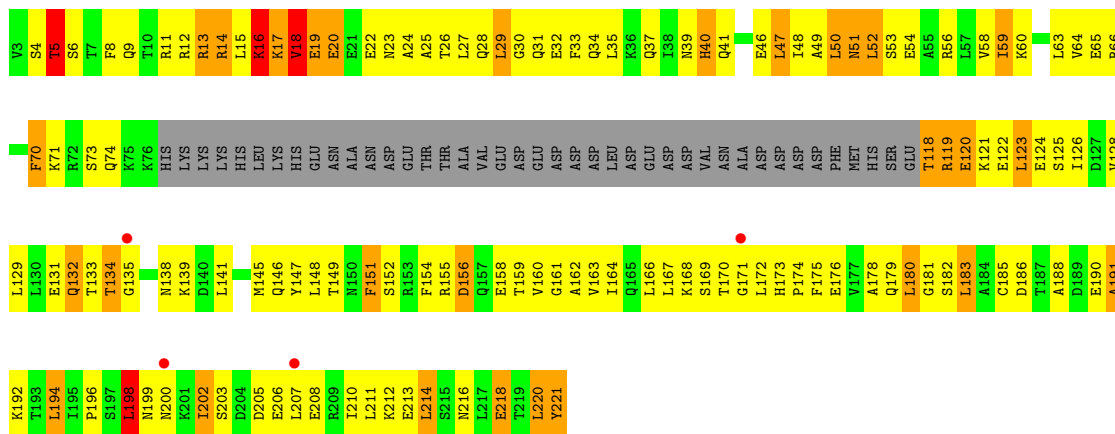 V3 S4 T5 S6 T7 F8 Q9 T10 R11 R12 R13 R14 L15 K16 K17 V18 E19 E20 E21 E22 N23 A24 A25 T26 L27 Q28 L29 G30 Q31 E32 F33 Q34 L35 K36 Q37 I38 N39 H40 Q41 E46 L47 I48 A49 L50 N51 L52 S53 E54 A55 R56 L57 V58 I59 K60 L63 V64 E65 R66
F70 K71 R72 S73 Q74 K75 K76 HIS LYS LYS LYS HIS LEU LYS HIS GLU ASN ALA ASN ASP GLU THR THR ALA VAL GLU ASP GLU ASP ASP ASP LEU ASP GLU ASP ASP VAL ASN ALA ASP ASP ASP ASP PHE MET HIS SER GLU T118 R119 E120 K121 E122 L123 E124 S125 I126 D127 V128
L129 L130 E131 Q132 T133 T134 G135 N138 K139 D140 L141 M145 Q146 Y147 L148 T149 N150 F151 S152 R153 F154 R155 D156 Q157 E158 T159 V160 G161 A162 V163 I164 Q165 L166 L167 K168 S169 T170 G171 L172 H173 P174 F175 E176 V177 A178 Q179 L180 G181 S182 L183 A184 C185 D186 T187 A188 D189 E190 A191
K192 T193 L194 I195 P196 S197 L198 N199 N200 K201 I202 S203 D204 D205 E206 L207 E208 R209 I210 L211 K212 E213 L214 S215 N216 L217 E218 T219 L220 Y221